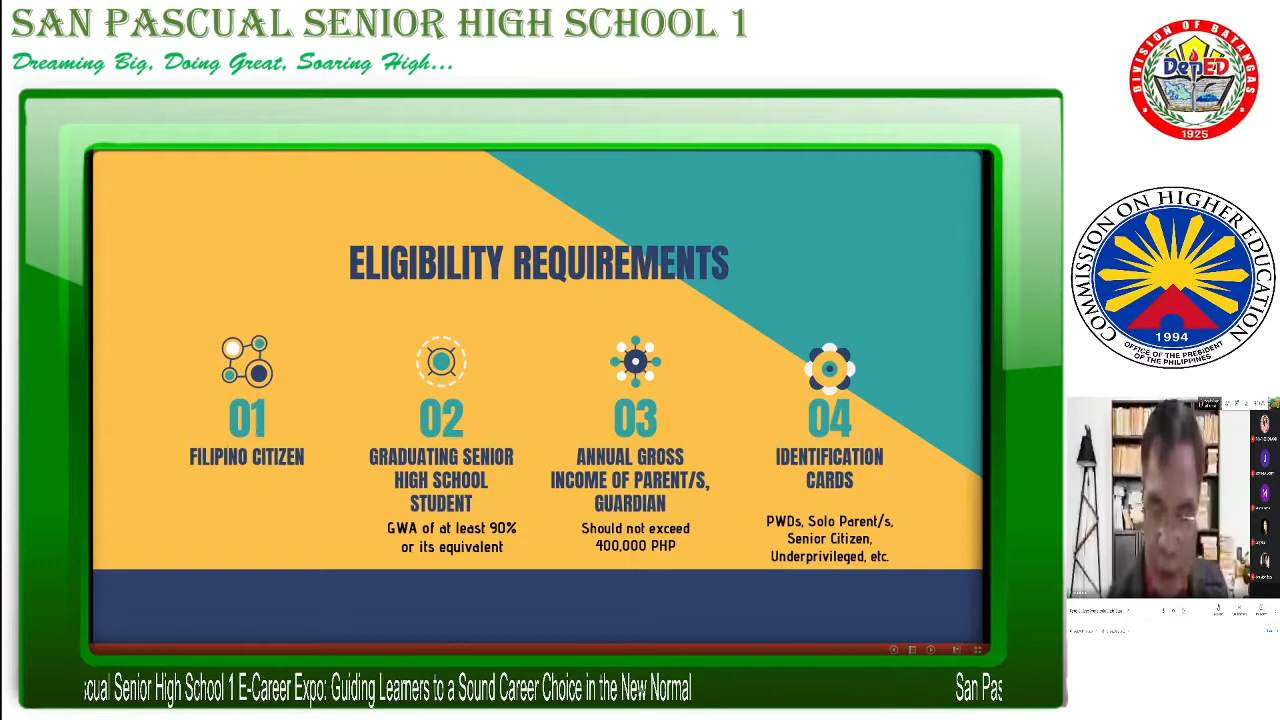 SAN PASCUAL SENIOR HIGH SCHOOL 1
Dreaming Big, Doing Great, Soaring High...
DIVISION OF BATANGAS
DepED
1925
ELIGIBILITY REQUIREMENTS
01
FILIPINO CITIZEN
02
GRADUATING SENIOR
HIGH SCHOOL
STUDENT
GWA of at least 90%
or its equivalent
03
ANNUAL GROSS
INCOME OF PARENT/S,
GUARDIAN
Should not exceed
400,000 PHP
04
IDENTIFICATION
CARDS
PWDs, Solo Parent/s,
Senior Citizen,
Underprivileged, etc.
COMMISSION ON HIGHER EDUCATION
1994
OFFICE OF THE PRESIDENT
OF THE PHILIPPINES
J
M
cual Senior High School 1 E-Career Expo: Guiding Learners to a Sound Career Choice in the New Normal
San Pas